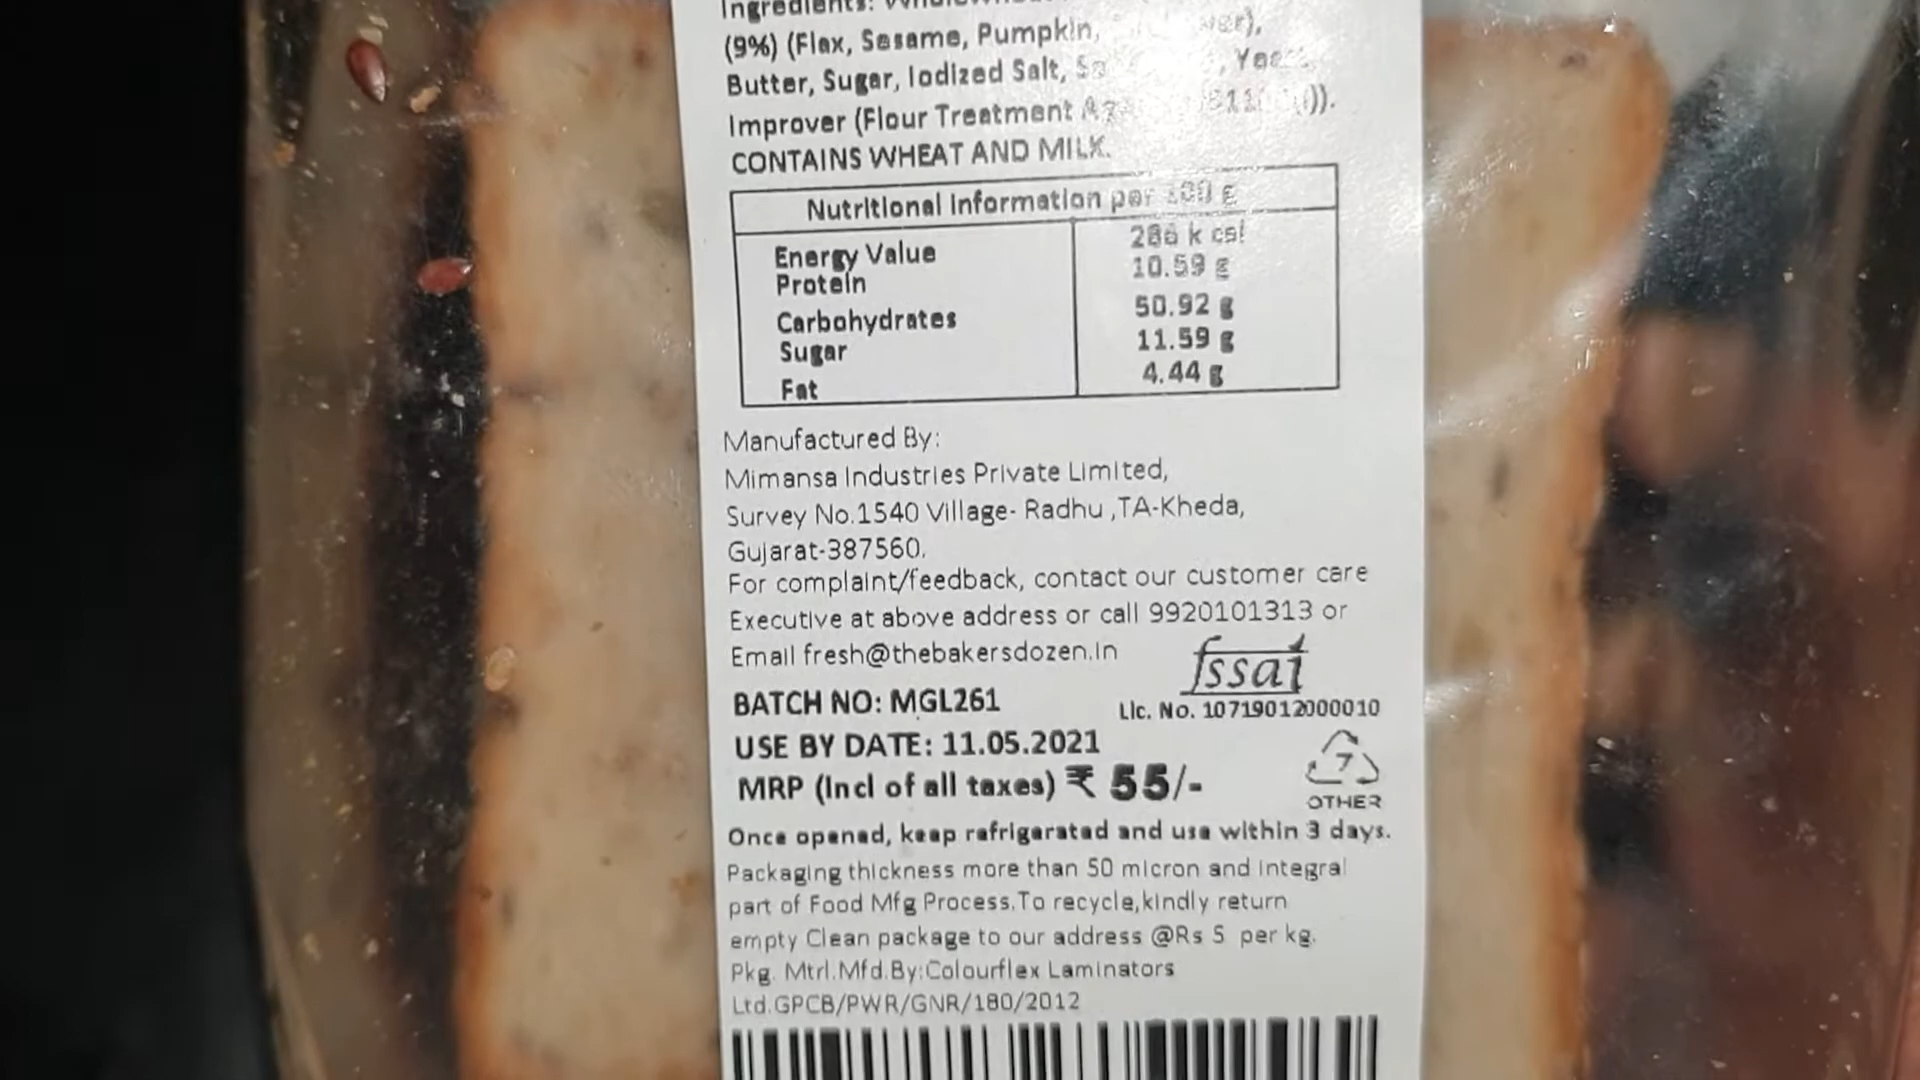 Ingredients:
(9%) (Flax, Sesame, Pumpkin,
Butter, Sugar, Iodized Salt,
Improver (Flour Treatment
CONTAINS WHEAT AND MILK.
Nutritional Information per 100 g
Energy Value 286 k cal
Protein 10.59 g
Carbohydrates 50.92 g
Sugar 11.59 g
Fat 4.44 g
Manufactured By:
Mimansa Industries Private Limited,
Survey No.1540 Village- Radhu ,TA-Kheda,
Gujarat-387560.
For complaint/feedback, contact our customer care
Executive at above address or call 9920101313 or
Email fresh@thebakersdozen.in
fssai
BATCH NO: MGL261
Lic. No. 10719012000010
USE BY DATE: 11.05.2021
MRP (Incl of all taxes) ₹ 55/-
7
OTHER
Once opened, keep refrigerated and use within 3 days.
Packaging thickness more than 50 micron and integral
part of Food Mfg Process.To recycle,kindly return
empty Clean package to our address @Rs 5 per kg.
Pkg. Mtrl.Mfd.By:Colourflex Laminators
Ltd.GPCB/PWR/GNR/180/2012